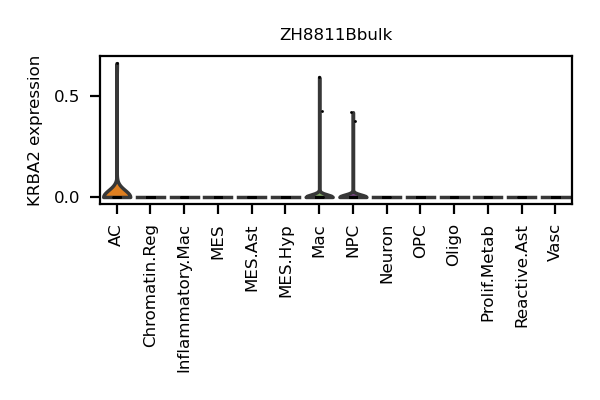 ZH8811Bbulk
KRBA2 expression
0.5
0.0
AC
Chromatin.Reg
Inflammatory.Mac
MES
MES.Ast
MES.Hyp
Mac
NPC
Neuron
OPC
Oligo
Prolif.Metab
Reactive.Ast
Vasc